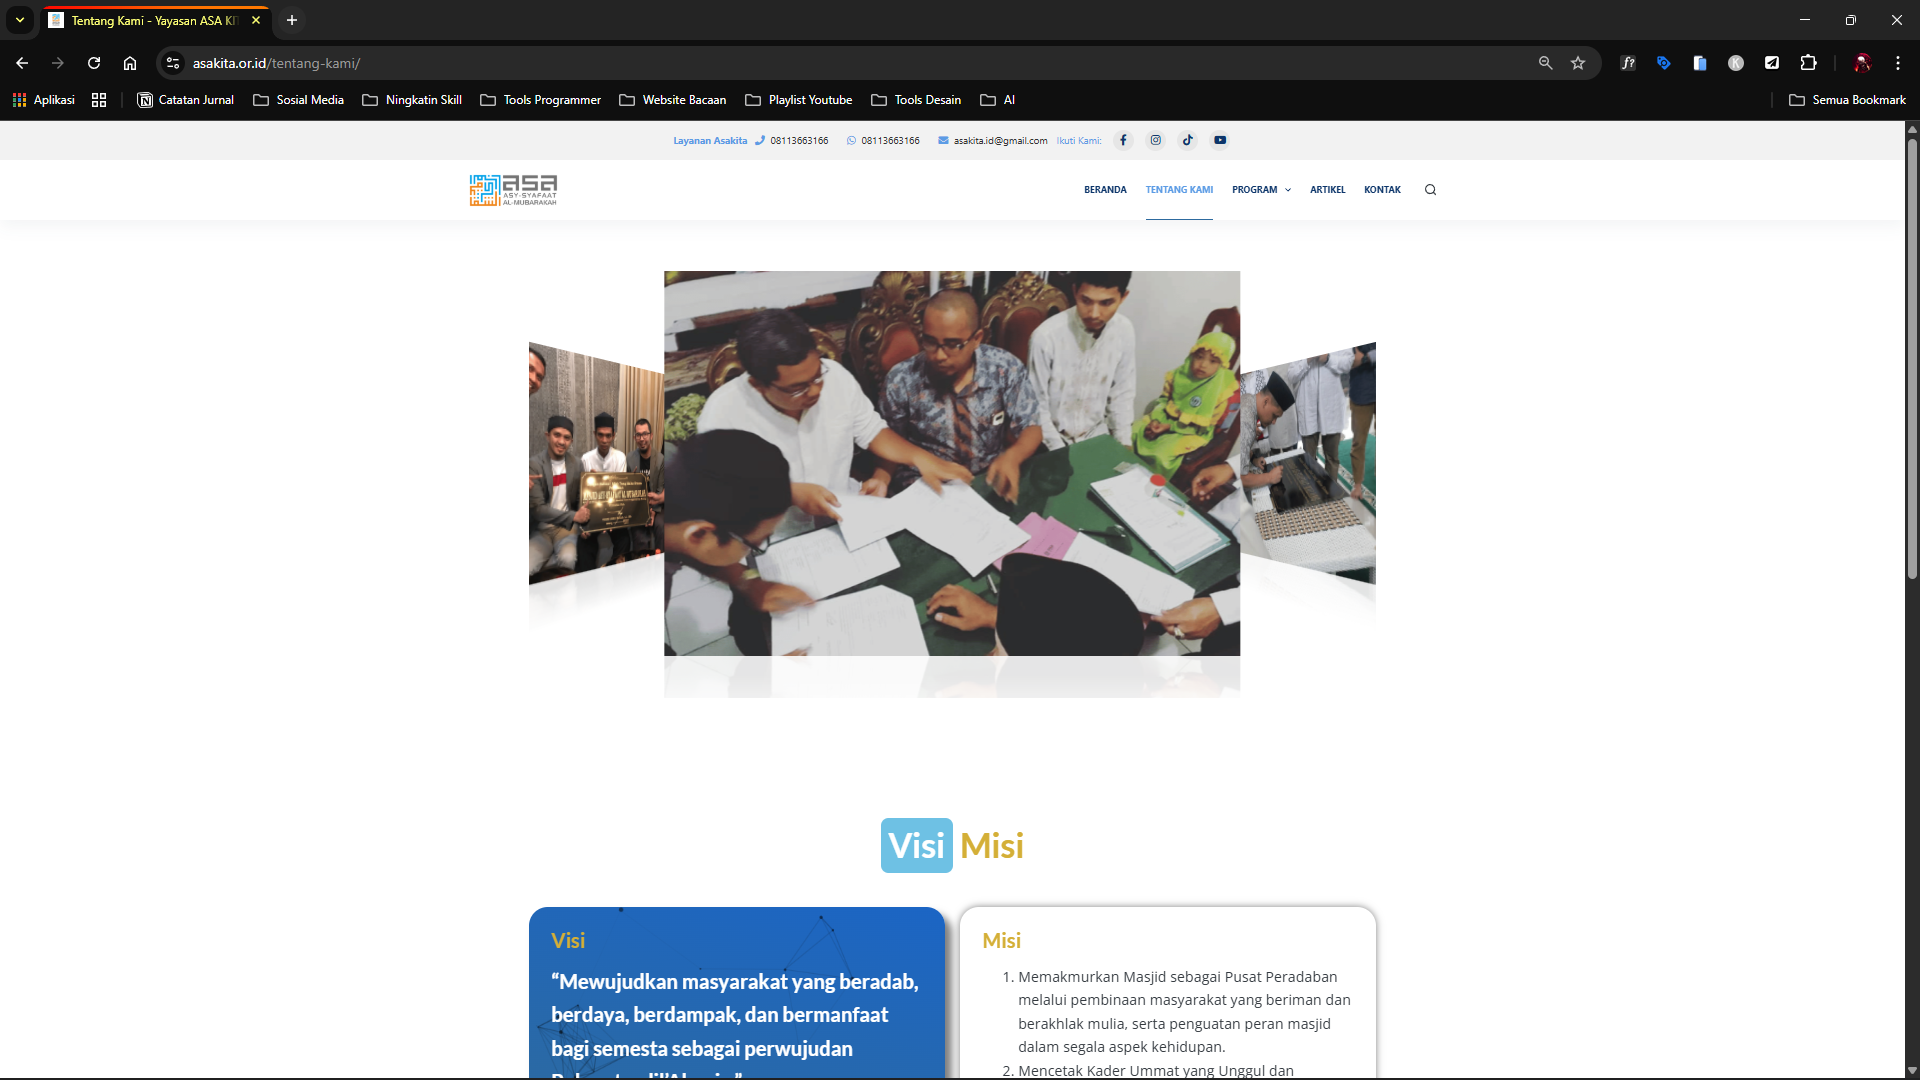 Tentang Kami - Yayasan ASA KI
asakita.or.id/tentang-kami/
Aplikasi
Catatan Jurnal
Sosial Media
Ningkatin Skill
Tools Programmer
Website Bacaan
Playlist Youtube
Tools Desain
AI
Semua Bookmark
Layanan Asakita 08113663166 08113663166 asakita.id@gmail.com Ikuti Kami:
asa
ASY-SYAFAAT
AL-MUBARAKAH
BERANDA TENTANG KAMI PROGRAM ARTIKEL KONTAK
Visi Misi
Visi
“Mewujudkan masyarakat yang beradab,
berdaya, berdampak, dan bermanfaat
bagi semesta sebagai perwujudan
Misi
1. Memakmurkan Masjid sebagai Pusat Peradaban
melalui pembinaan masyarakat yang beriman dan
berakhlak mulia, serta penguatan peran masjid
dalam segala aspek kehidupan.
2. Mencetak Kader Ummat yang Unggul dan